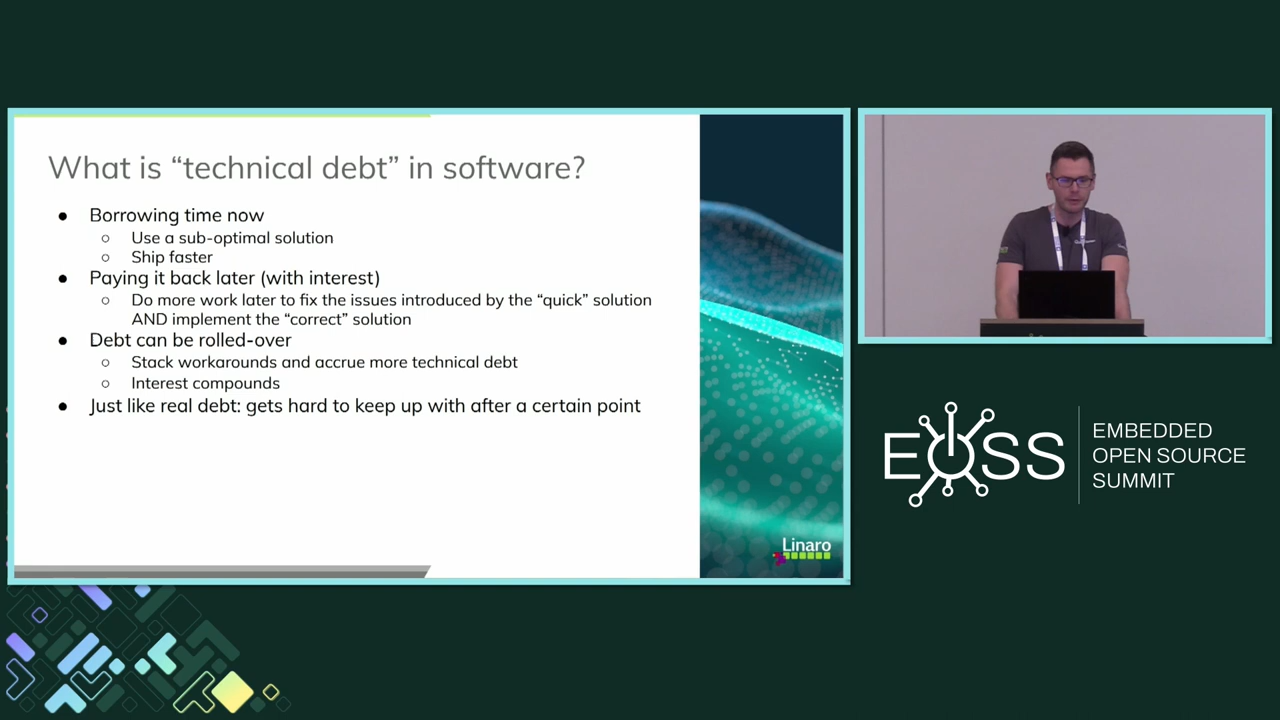 What is “technical debt” in software?
● Borrowing time now
○ Use a sub-optimal solution
○ Ship faster
● Paying it back later (with interest)
○ Do more work later to fix the issues introduced by the “quick” solution
AND implement the “correct” solution
● Debt can be rolled-over
○ Stack workarounds and accrue more technical debt
○ Interest compounds
● Just like real debt: gets hard to keep up with after a certain point
Linaro
EOSS
EMBEDDED
OPEN SOURCE
SUMMIT